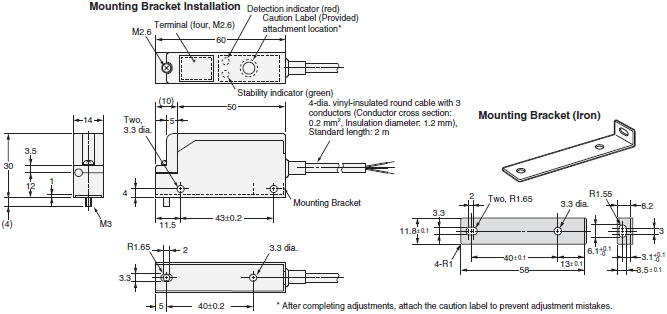 Mounting Bracket Installation
Detection indicator (red)
Caution Label (Provided)
attachment location*
Terminal (four, M2.6)
M2.6
60
Stability indicator (green)
(10)
50
5
Two,
3.3 dia.
4-dia. vinyl-insulated round cable with 3
conductors (Conductor cross section:
0.2 mm², Insulation diameter: 1.2 mm),
Standard length: 2 m
14
30
3.5
12
1
(4)
M3
4
Mounting Bracket
11.5
43±0.2
R1.65
2
3.3 dia.
3.3
5
40±0.2
* After completing adjustments, attach the caution label to prevent adjustment mistakes.
Mounting Bracket (Iron)
2
Two, R1.65
3.3 dia.
R1.55
6.2
3.3
11.8±0.1
4-R1
40±0.1
13±0.1
58
6.1+0.1 -0
3
3.1+0.1 -0
3.5±0.1